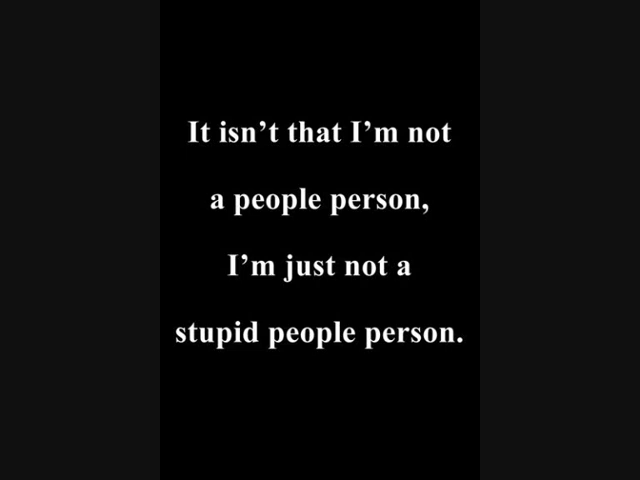 It isn’t that I’m not
a people person,
I’m just not a
stupid people person.